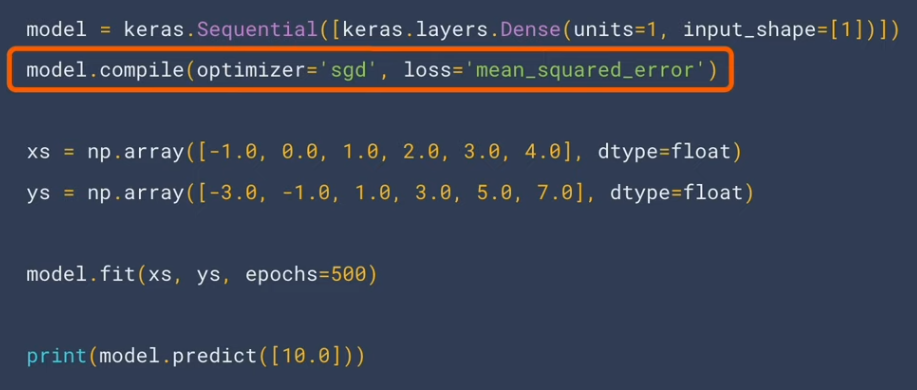 model = keras.Sequential([keras.layers.Dense(units=1, input_shape=[1])])
model.compile(optimizer='sgd', loss='mean_squared_error')
xs = np.array([-1.0, 0.0, 1.0, 2.0, 3.0, 4.0], dtype=float)
ys = np.array([-3.0, -1.0, 1.0, 3.0, 5.0, 7.0], dtype=float)
model.fit(xs, ys, epochs=500)
print(model.predict([10.0]))